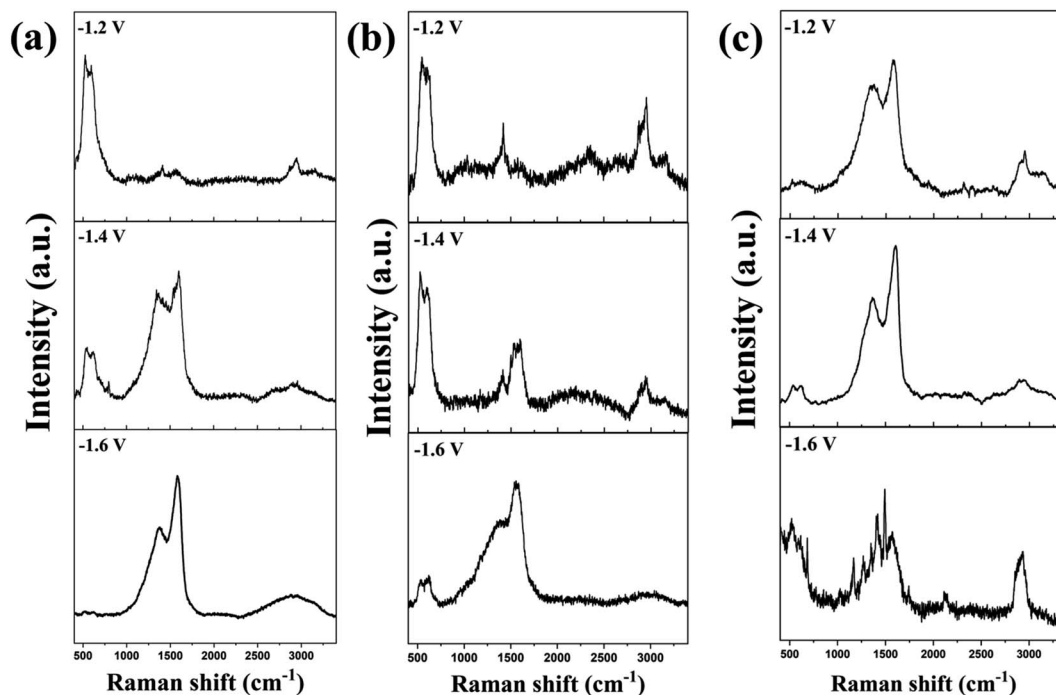 (a)
-1.2 V
-1.4 V
-1.6 V
Intensity (a.u.)
500 1000 1500 2000 2500 3000
Raman shift (cm⁻¹)
(b)
-1.2 V
-1.4 V
-1.6 V
Intensity (a.u.)
500 1000 1500 2000 2500 3000
Raman shift (cm⁻¹)
(c)
-1.2 V
-1.4 V
-1.6 V
Intensity (a.u.)
500 1000 1500 2000 2500 3000
Raman shift (cm⁻¹)